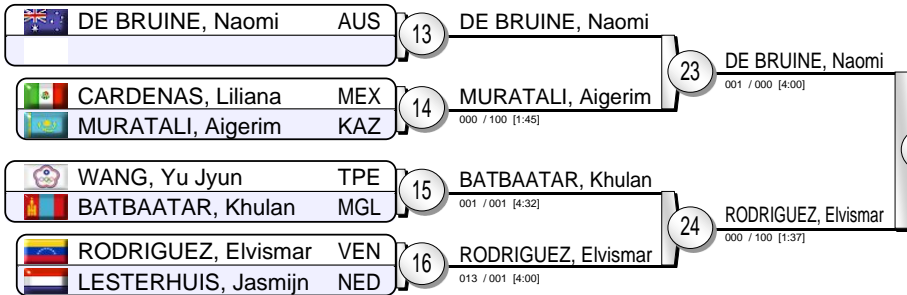 DE BRUINE, Naomi AUS
13
DE BRUINE, Naomi
CARDENAS, Liliana MEX
MURATALI, Aigerim KAZ
14
MURATALI, Aigerim
000 / 100 [1:45]
23
DE BRUINE, Naomi
001 / 000 [4:00]
WANG, Yu Jyun TPE
BATBAATAR, Khulan MGL
15
BATBAATAR, Khulan
001 / 001 [4:32]
RODRIGUEZ, Elvismar VEN
LESTERHUIS, Jasmijn NED
16
RODRIGUEZ, Elvismar
013 / 001 [4:00]
24
RODRIGUEZ, Elvismar
000 / 100 [1:37]